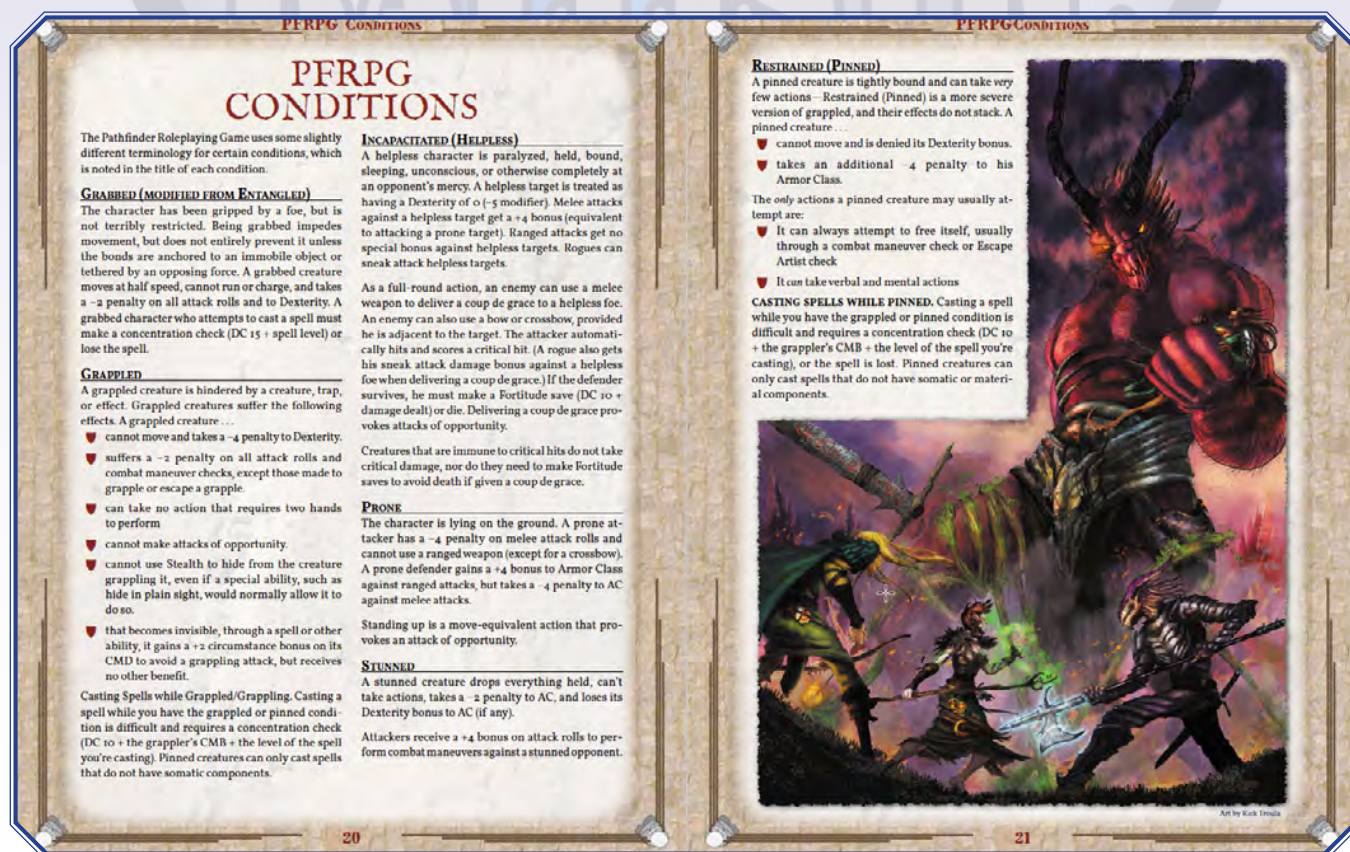 PFRPG Conditions
PFRPG
CONDITIONS
The Pathfinder Roleplaying Game uses some slightly
different terminology for certain conditions, which
is noted in the title of each condition.
Grabbed (modified from Entangled)
The character has been gripped by a foe, but is
not terribly restricted. Being grabbed impedes
movement, but does not entirely prevent it unless
the bonds are anchored to an immobile object or
tethered by an opposing force. A grabbed creature
moves at half speed, cannot run or charge, and takes
a –2 penalty on all attack rolls and to Dexterity. A
grabbed character who attempts to cast a spell must
make a concentration check (DC 15 + spell level) or
lose the spell.
Grappled
A grappled creature is hindered by a creature, trap,
or effect. Grappled creatures suffer the following
effects. A grappled creature . . .
cannot move and takes a –4 penalty to Dexterity.
suffers a –2 penalty on all attack rolls and
combat maneuver checks, except those made to
grapple or escape a grapple.
can take no action that requires two hands
to perform
cannot make attacks of opportunity.
cannot use Stealth to hide from the creature
grappling it, even if a special ability, such as
hide in plain sight, would normally allow it to
do so.
that becomes invisible, through a spell or other
ability, it gains a +2 circumstance bonus on its
CMD to avoid a grappling attack, but receives
no other benefit.
Casting Spells while Grappled/Grappling. Casting a
spell while you have the grappled or pinned condi-
tion is difficult and requires a concentration check
(DC 10 + the grappler's CMB + the level of the spell
you're casting). Pinned creatures can only cast spells
that do not have somatic components.
Incapacitated (Helpless)
A helpless character is paralyzed, held, bound,
sleeping, unconscious, or otherwise completely at
an opponent's mercy. A helpless target is treated as
having a Dexterity of 0 (–5 modifier). Melee attacks
against a helpless target get a +4 bonus (equivalent
to attacking a prone target). Ranged attacks get no
special bonus against helpless targets. Rogues can
sneak attack helpless targets.
As a full-round action, an enemy can use a melee
weapon to deliver a coup de grace to a helpless foe.
An enemy can also use a bow or crossbow, provided
he is adjacent to the target. The attacker automati-
cally hits and scores a critical hit. (A rogue also gets
his sneak attack damage bonus against a helpless
foe when delivering a coup de grace.) If the defender
survives, he must make a Fortitude save (DC 10 +
damage dealt) or die. Delivering a coup de grace pro-
vokes attacks of opportunity.
Creatures that are immune to critical hits do not take
critical damage, nor do they need to make Fortitude
saves to avoid death if given a coup de grace.
Prone
The character is lying on the ground. A prone at-
tacker has a –4 penalty on melee attack rolls and
cannot use a ranged weapon (except for a crossbow).
A prone defender gains a +4 bonus to Armor Class
against ranged attacks, but takes a –4 penalty to AC
against melee attacks.
Standing up is a move-equivalent action that pro-
vokes an attack of opportunity.
Stunned
A stunned creature drops everything held, can't
take actions, takes a –2 penalty to AC, and loses its
Dexterity bonus to AC (if any).
Attackers receive a +4 bonus on attack rolls to per-
form combat maneuvers against a stunned opponent.
20
PFRPG Conditions
Restrained (Pinned)
A pinned creature is tightly bound and can take very
few actions – Restrained (Pinned) is a more severe
version of grappled, and their effects do not stack. A
pinned creature . . .
cannot move and is denied its Dexterity bonus.
takes an additional –4 penalty to his
Armor Class.
The only actions a pinned creature may usually at-
tempt are:
It can always attempt to free itself, usually
through a combat maneuver check or Escape
Artist check
It can take verbal and mental actions
CASTING SPELLS WHILE PINNED. Casting a spell
while you have the grappled or pinned condition is
difficult and requires a concentration check (DC 10
+ the grappler's CMB + the level of the spell you're
casting), or the spell is lost. Pinned creatures can
only cast spells that do not have somatic or materi-
al components.
Art by Rick
21